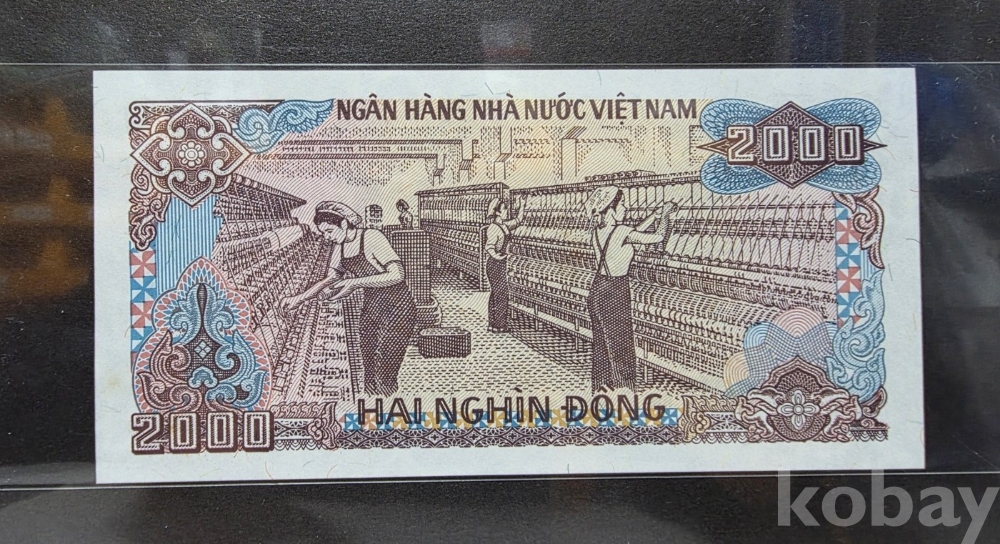 NGÂN HÀNG NHÀ NƯỚC VIỆT NAM
2000
HAI NGHÌN ĐỒNG
2000
kobay